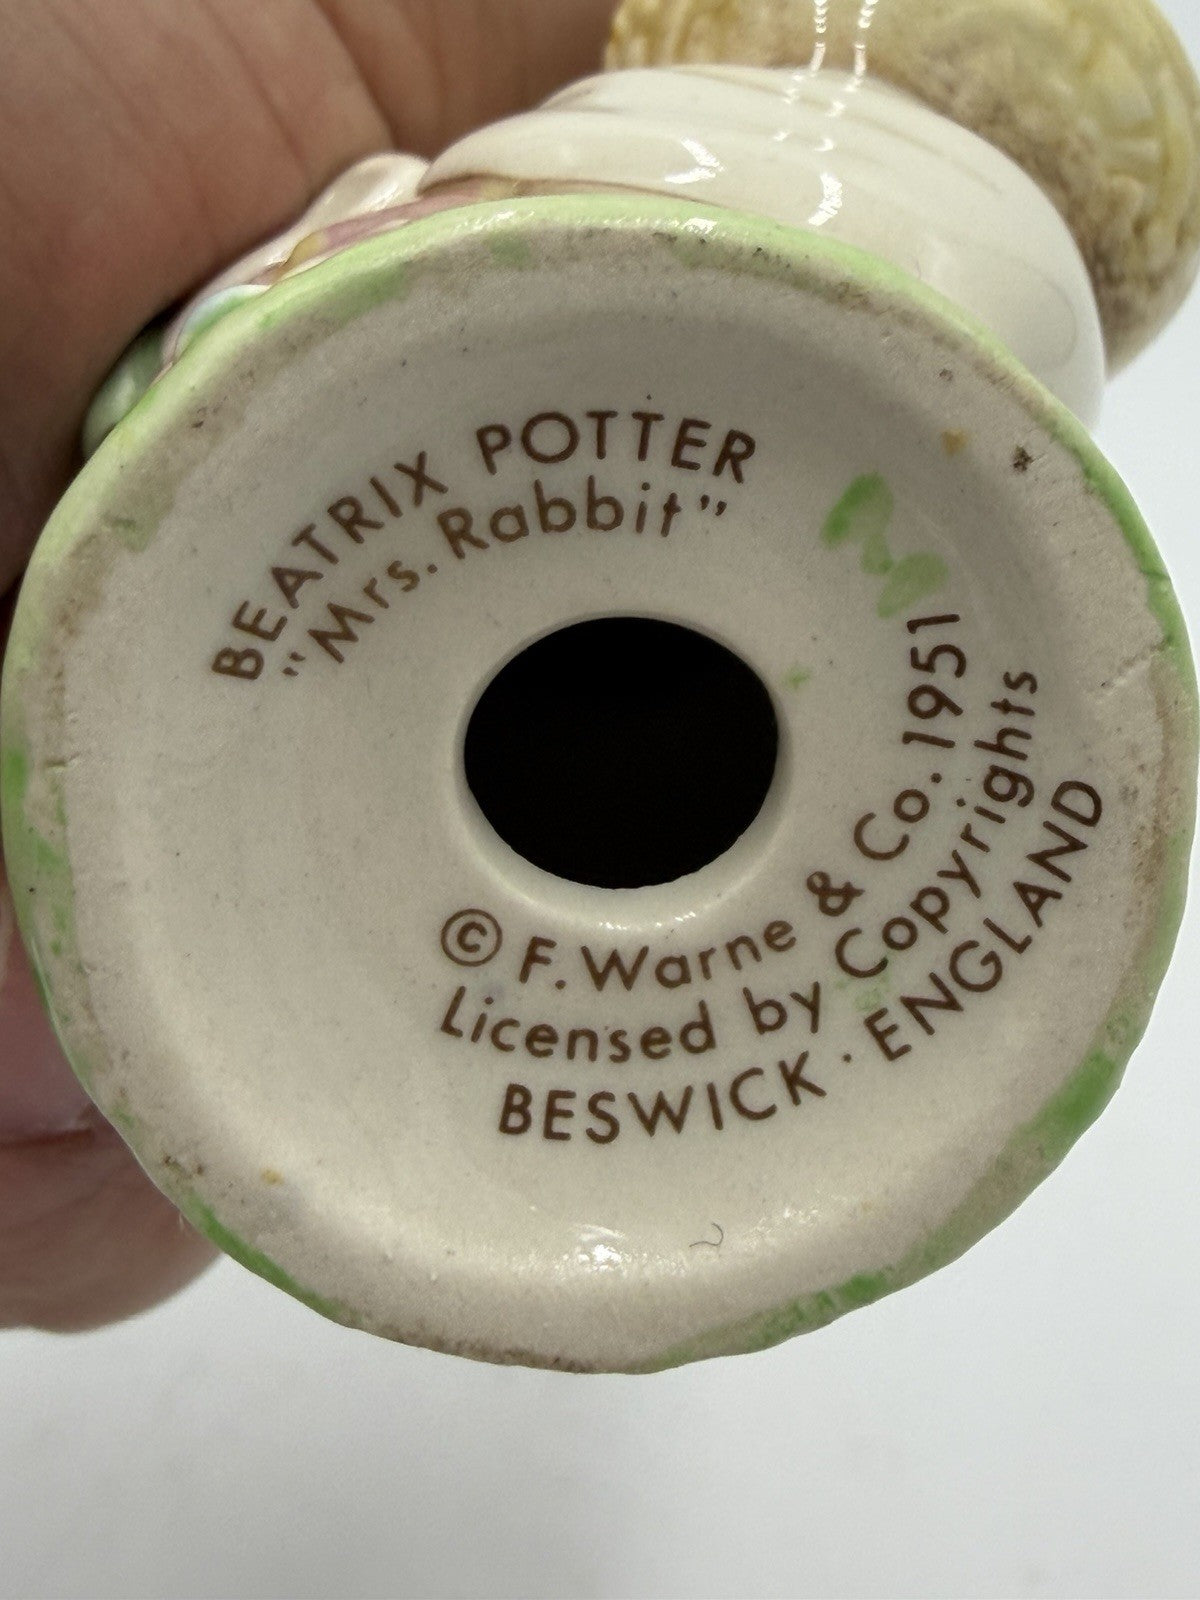 BEATRIX POTTER
"Mrs. Rabbit"
© F. Warne & Co. 1951
Licensed by Copyrights
BESWICK · ENGLAND